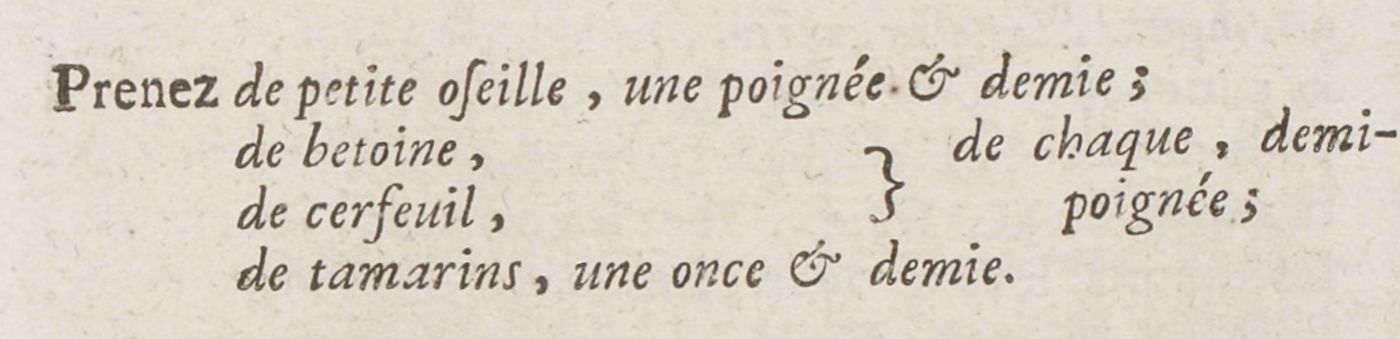 Prenez de petite oſeille , une poignée & demie ;
de betoine , } de chaque , demi-
de cerfeuil , poignée ;
de tamarins , une once & demie.